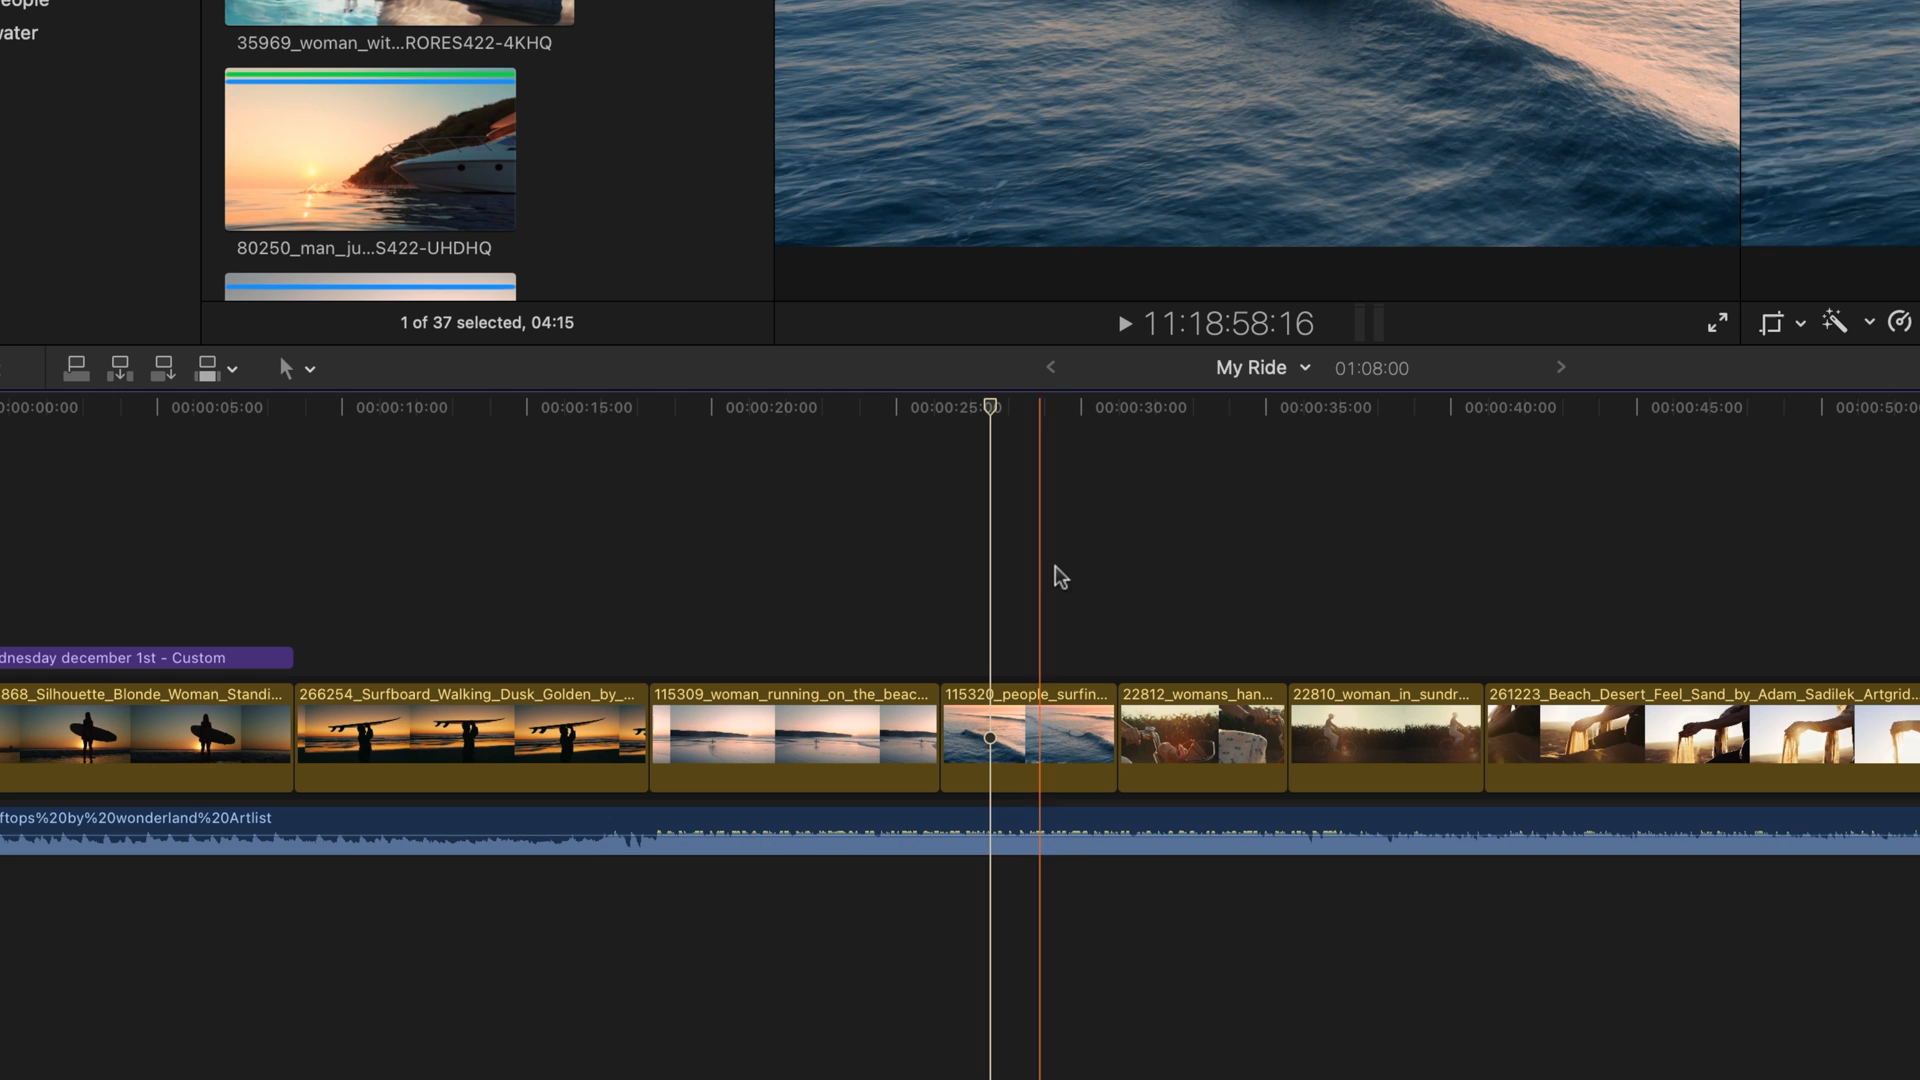 eople
vater
35969_woman_wit...RORES422-4KHQ
80250_man_ju...S422-UHDHQ
1 of 37 selected, 04:15
11:18:58:16
My Ride
01:08:00
0:00:00:00
00:00:05:00
00:00:10:00
00:00:15:00
00:00:20:00
00:00:25:00
00:00:30:00
00:00:35:00
00:00:40:00
00:00:45:00
00:00:50:00
dnesday december 1st - Custom
868_Silhouette_Blonde_Woman_Standi...
266254_Surfboard_Walking_Dusk_Golden_by_...
115309_woman_running_on_the_beac...
115320_people_surfin...
22812_womans_han...
22810_woman_in_sundr...
261223_Beach_Desert_Feel_Sand_by_Adam_Sadilek_Artgrid...
ftops%20by%20wonderland%20Artlist